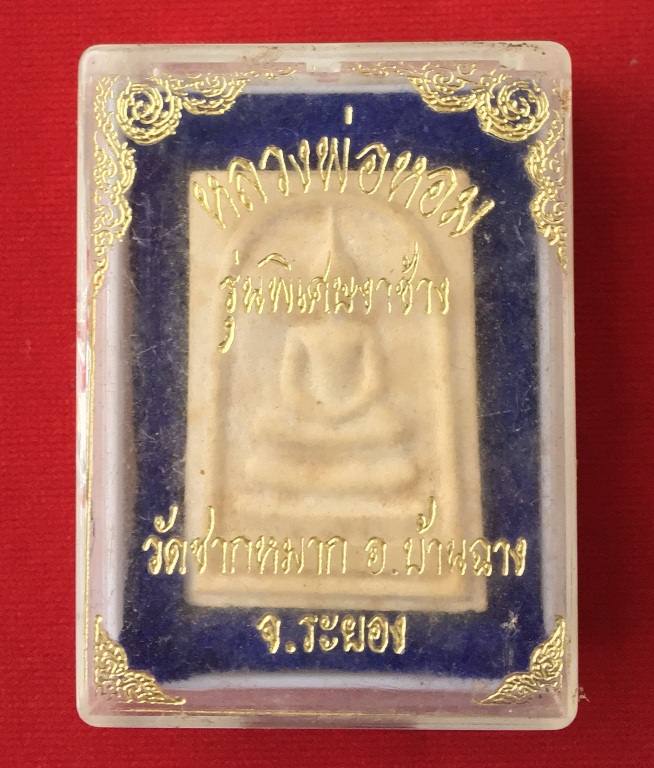 หลวงพ่อหอม
รุ่นพิเศษงาช้าง
วัดซากหมาก อ.บ้านฉาง
จ.ระยอง